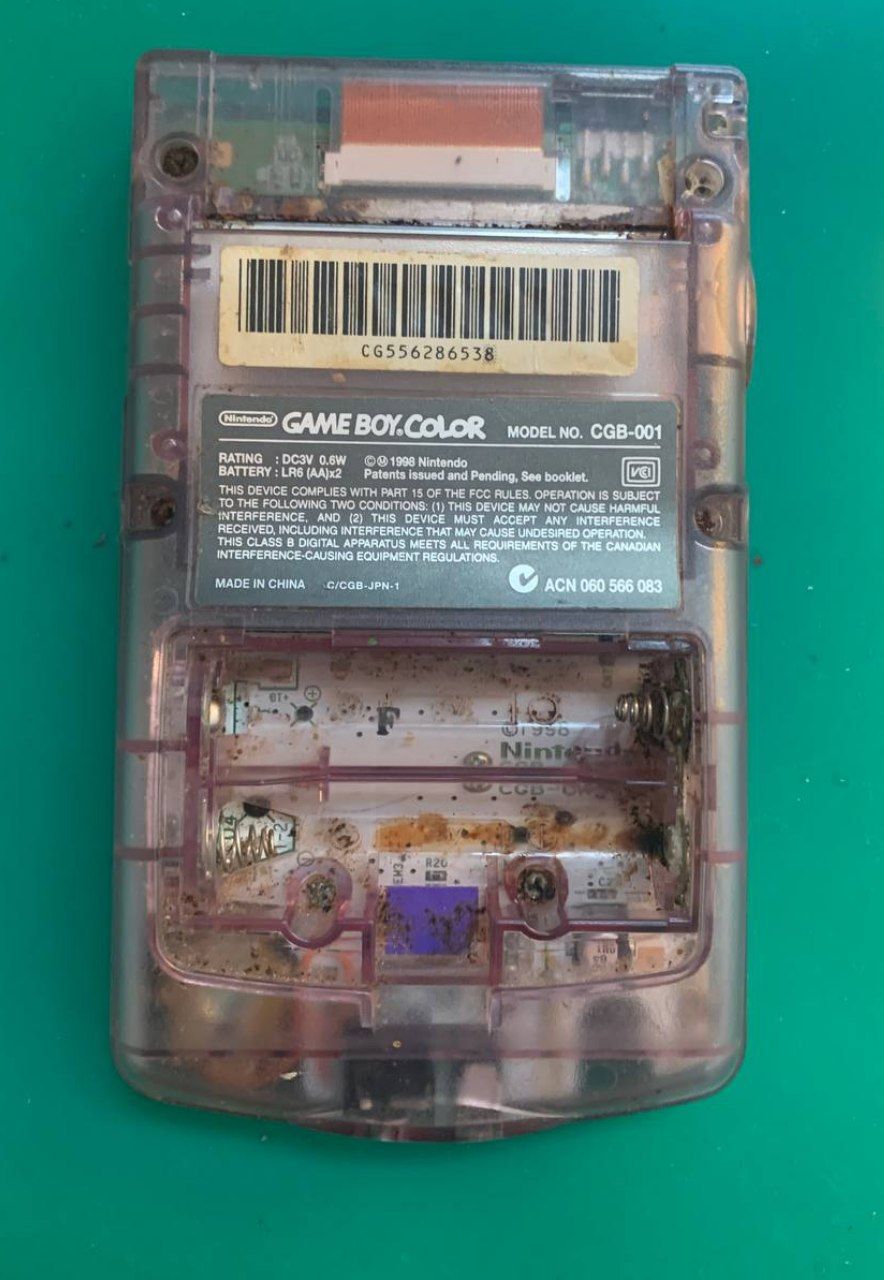 CG556286538
Nintendo GAME BOY COLOR MODEL NO. CGB-001
RATING : DC3V 0.6W ©Ⓜ1998 Nintendo
BATTERY : LR6 (AA)x2 Patents issued and Pending, See booklet.
VCI
THIS DEVICE COMPLIES WITH PART 15 OF THE FCC RULES. OPERATION IS SUBJECT
TO THE FOLLOWING TWO CONDITIONS: (1) THIS DEVICE MAY NOT CAUSE HARMFUL
INTERFERENCE, AND (2) THIS DEVICE MUST ACCEPT ANY INTERFERENCE
RECEIVED, INCLUDING INTERFERENCE THAT MAY CAUSE UNDESIRED OPERATION.
THIS CLASS B DIGITAL APPARATUS MEETS ALL REQUIREMENTS OF THE CANADIAN
INTERFERENCE-CAUSING EQUIPMENT REGULATIONS.
MADE IN CHINA C/CGB-JPN-1 ACN 060 566 083
BT+
F
©1998
Nintendo
EM3
R20